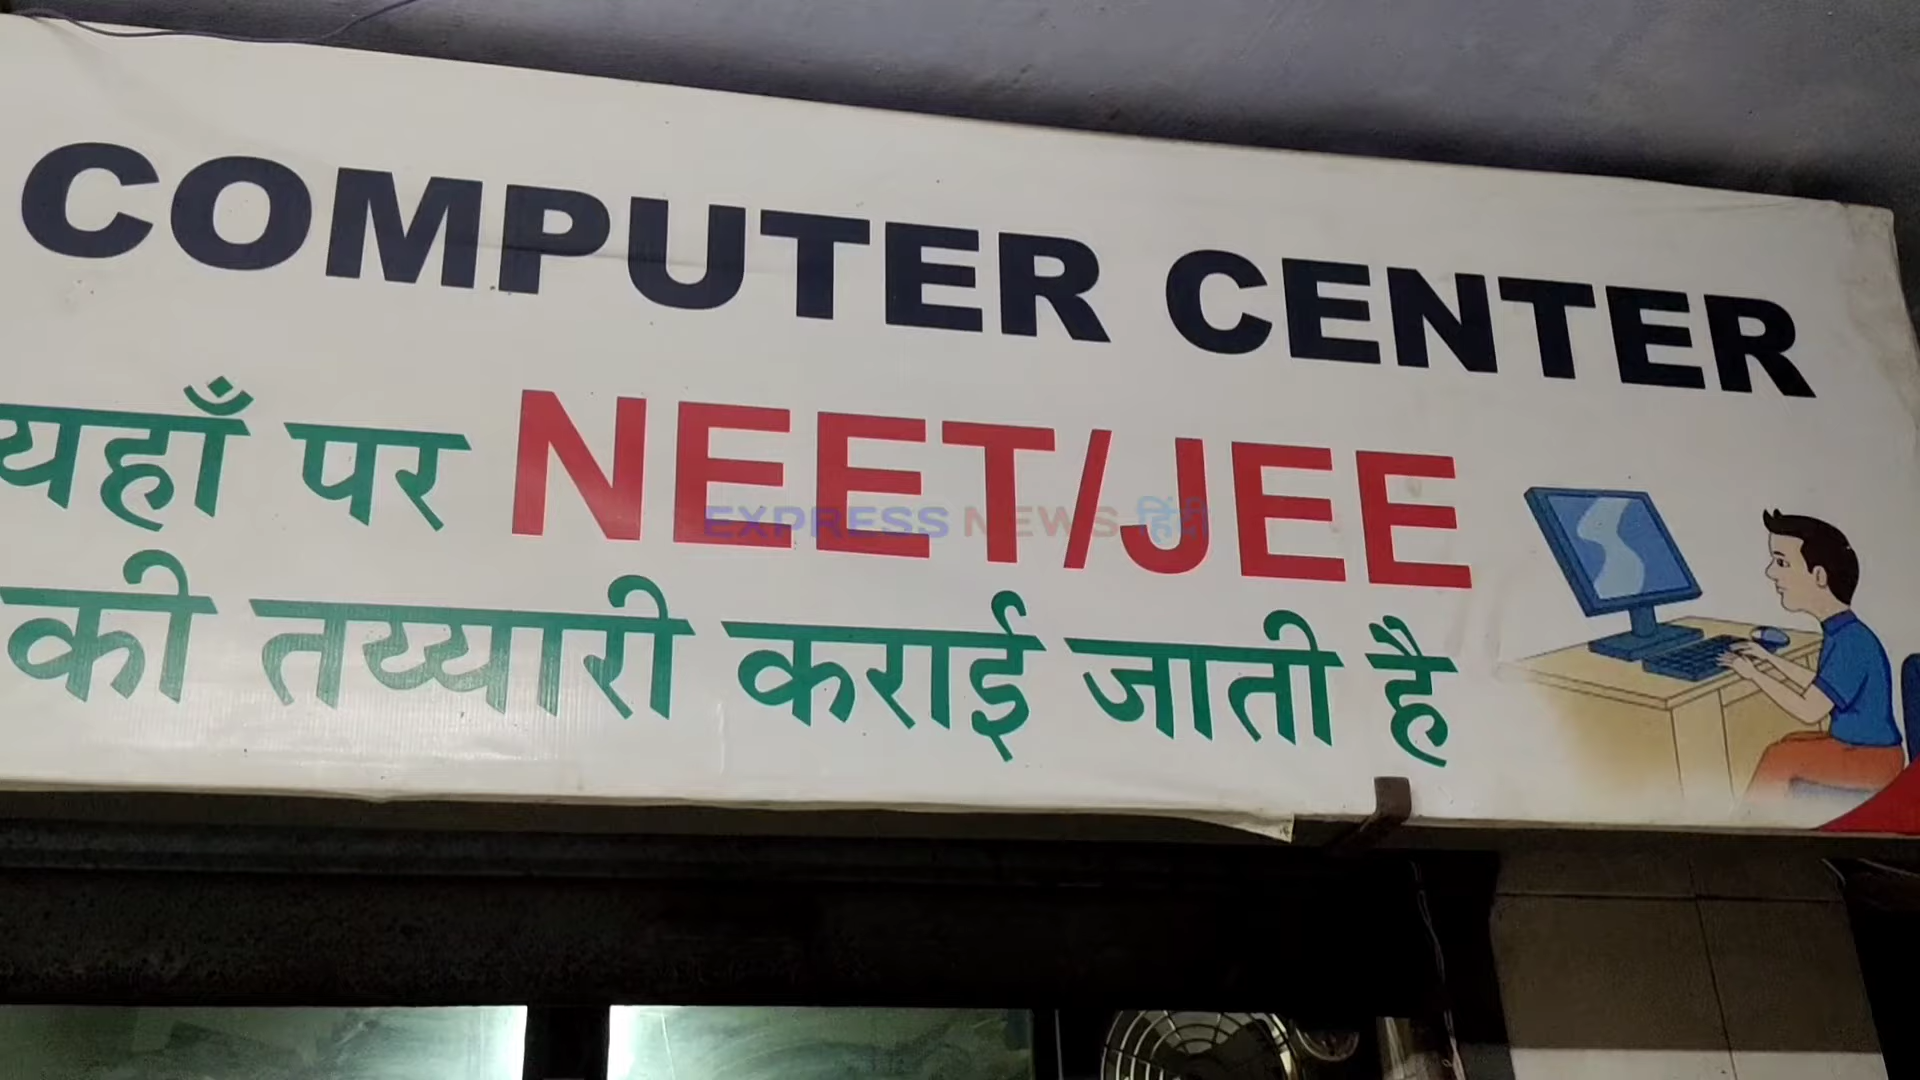 COMPUTER CENTER
यहाँ पर NEET/JEE
EXPRESS NEWS हिंदी
की तय्यारी कराई जाती है